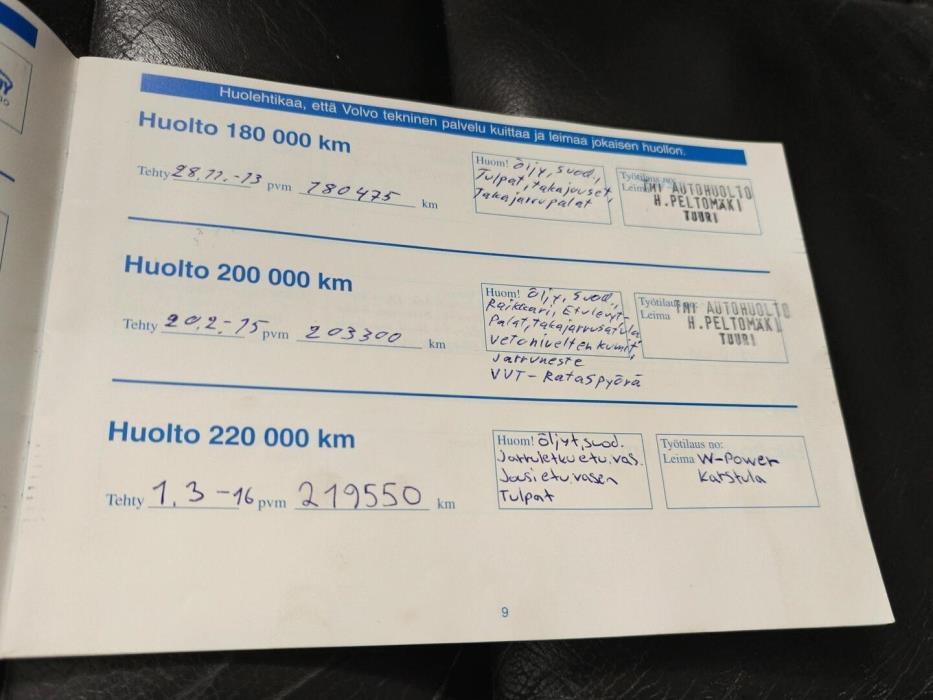 Huolehtikaa, että Volvo tekninen palvelu kuittaa ja leimaa jokaisen huollon.
Huolto 180 000 km
Tehty 28.11.-13 pvm 180475 km
Huom! öljy, suod.,
Tulpat, takajouset,
Takajarrupalat
Työtilaus no:
Leima TMI AUTOHUOLTO
H.PELTOMÄKI
TUURI
Huolto 200 000 km
Tehty 20.2.-15 pvm 203300 km
Huom! öljy, suod.,
Raikkari, Etulevyt-
Palat, takajarrusatula
vetonivelten kumit,
Jarruneste
VVT-Rataspyörä
Työtilaus no:
Leima TMI AUTOHUOLTO
H.PELTOMÄKI
TUURI
Huolto 220 000 km
Tehty 1.3-16 pvm 219550 km
Huom! öljyt, suod.
Jarruletku etu.vas.
Jousi etu vasen
Tulpat
Työtilaus no:
Leima W-Power
Karstula
9